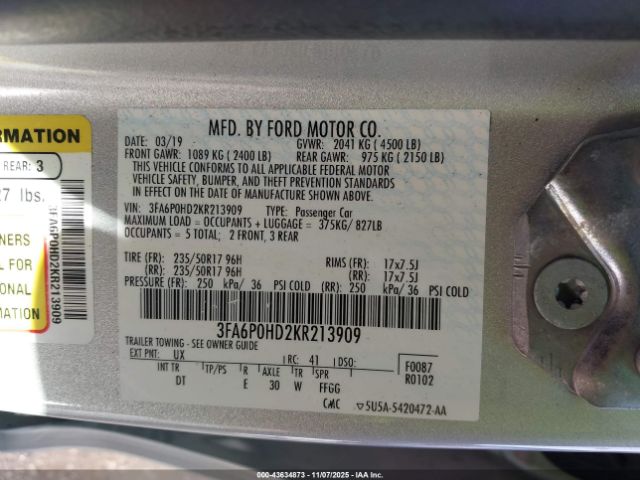 RMATION
REAR: 3
27 lbs.
NERS
L FOR
ONAL
MATION
3FA6P0HD2KR213909
MFD. BY FORD MOTOR CO.
DATE: 03/19 GVWR: 2041 KG ( 4500 LB)
FRONT GAWR: 1089 KG ( 2400 LB) REAR GAWR: 975 KG ( 2150 LB)
THIS VEHICLE CONFORMS TO ALL APPLICABLE FEDERAL MOTOR
VEHICLE SAFETY, BUMPER, AND THEFT PREVENTION STANDARDS
IN EFFECT ON THE DATE OF MANUFACTURE SHOWN ABOVE.
VIN: 3FA6P0HD2KR213909 TYPE: Passenger Car
MAXIMUM LOAD = OCCUPANTS + LUGGAGE = 375KG/ 827LB
OCCUPANTS = 5 TOTAL; 2 FRONT, 3 REAR
TIRE (FR): 235/50R17 96H RIMS (FR): 17x7.5J
(RR): 235/50R17 96H (RR): 17x7.5J
PRESSURE (FR): 250 kPa/ 36 PSI COLD (RR): 250 kPa/ 36 PSI COLD
3FA6P0HD2KR213909
TRAILER TOWING - SEE OWNER GUIDE
EXT PNT: UX RC: 41 DSO: F0087
INT TR TP/PS R AXLE TR SPR R0102
DT E 30 W FFGG
CMC 5U5A-5420472-AA
IAA: 0000 - 43634873 | 11/07/2025 - IAA Inc.